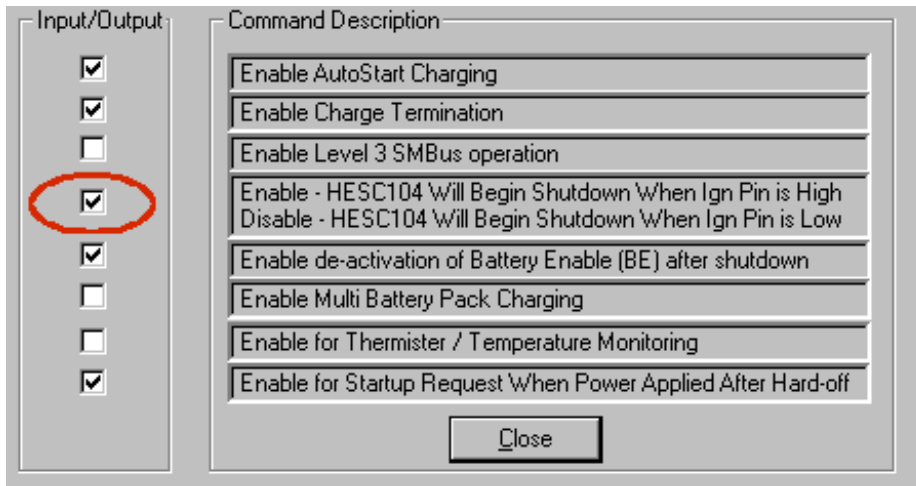 Input/Output
Command Description
Enable AutoStart Charging
Enable Charge Termination
Enable Level 3 SMBus operation
Enable - HESC104 Will Begin Shutdown When Ign Pin is High
Disable - HESC104 Will Begin Shutdown When Ign Pin is Low
Enable de-activation of Battery Enable (BE) after shutdown
Enable Multi Battery Pack Charging
Enable for Thermister / Temperature Monitoring
Enable for Startup Request When Power Applied After Hard-off
Close